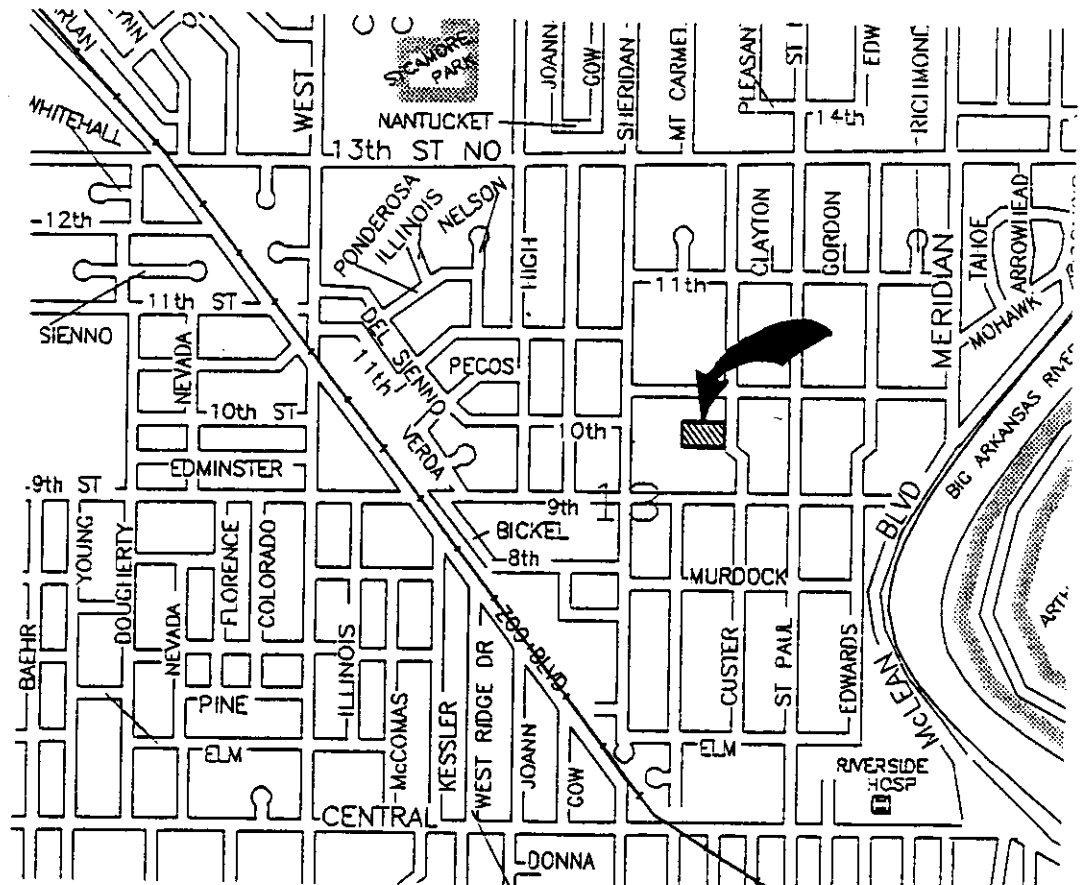 WEST
SYCAMORE
PARK
NANTUCKET
JOANN
GOW
SHERIDAN
MT CARMEL
14th
EDW
RICHMOND
13th ST NO
WHITEHALL
-12th
PONDEROSA
ILLINOIS
NELSON
HIGH
CLAYTON
GORDON
MERIDIAN
TAHOE
ARROWHEAD
MOHAWK
11th ST
11th
SIENNO
DEL SIENNO
11th
PECOS
NEVADA
10th ST
10th
VERDA
EDMINSTER
-9th ST
9th
18
BICKEL
-8th
BIG ARKANSAS RIVER
McLEAN BLVD
YOUNG
DOUGHERTY
FLORENCE
COLORADO
MURDOCK
ZOO BLVD
BAEHR
NEVADA
ILLINOIS
McCOMAS
KESSLER
WEST RIDGE DR
JOANN
GOW
CUSTER
ST PAUL
EDWARDS
PINE
ELM
ELM
RIVERSIDE
HOSP
H
CENTRAL
DONNA